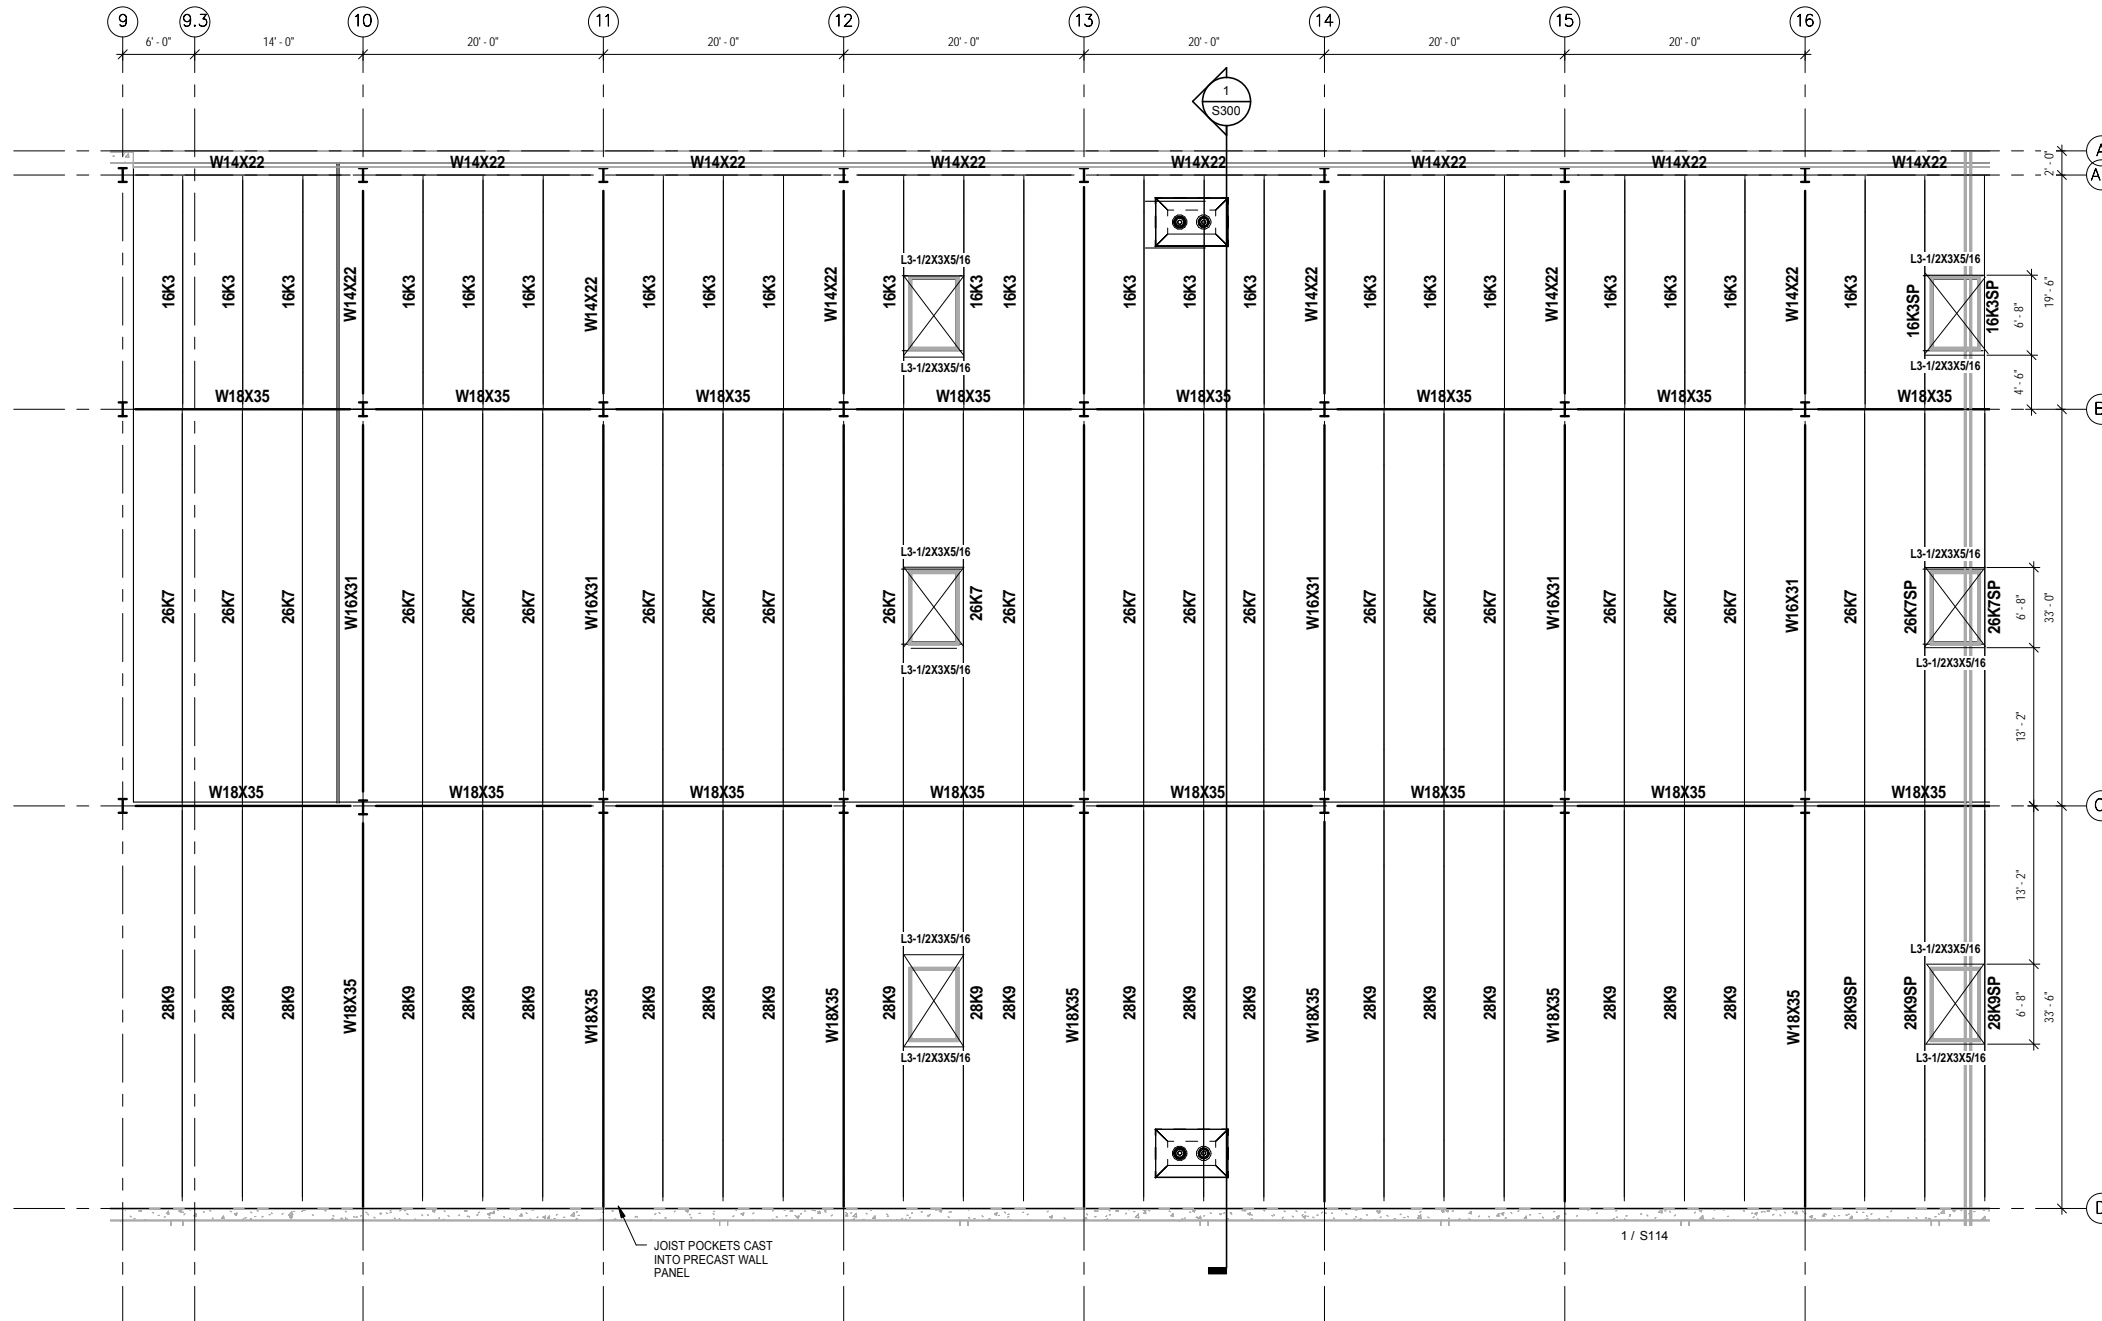 9 9.3 10 11 12 13 14 15 16
6' - 0" 14' - 0" 20' - 0" 20' - 0" 20' - 0" 20' - 0" 20' - 0" 20' - 0"
1
S300
A
W14X22 W14X22 W14X22 W14X22 W14X22 W14X22 W14X22 W14X22
2' - 0"
A
L3-1/2X3X5/16 L3-1/2X3X5/16
16K3 16K3 16K3 W14X22 16K3 16K3 16K3 W14X22 16K3 16K3 16K3 W14X22 16K3 16K3 16K3 16K3 16K3 16K3 W14X22 16K3 16K3 16K3 W14X22 16K3 16K3 16K3 W14X22 16K3 16K3SP 16K3SP
6' - 8" 19' - 6"
L3-1/2X3X5/16 L3-1/2X3X5/16
4' - 6"
W18X35 W18X35 W18X35 W18X35 W18X35 W18X35 W18X35 W18X35
B
L3-1/2X3X5/16 L3-1/2X3X5/16
26K7 26K7 26K7 W16X31 26K7 26K7 26K7 W16X31 26K7 26K7 26K7 26K7 26K7 26K7 26K7 26K7 26K7 W16X31 26K7 26K7 26K7 W16X31 26K7 26K7 26K7 W16X31 26K7 26K7SP 26K7SP
6' - 8" 33' - 0"
L3-1/2X3X5/16 L3-1/2X3X5/16
13' - 2"
W18X35 W18X35 W18X35 W18X35 W18X35 W18X35 W18X35 W18X35
C
13' - 2"
L3-1/2X3X5/16 L3-1/2X3X5/16
28K9 28K9 28K9 W18X35 28K9 28K9 28K9 W18X35 28K9 28K9 28K9 W18X35 28K9 28K9 28K9 W18X35 28K9 28K9 28K9 W18X35 28K9 28K9 28K9 W18X35 28K9 28K9 28K9 W18X35 28K9SP 28K9SP 28K9SP
6' - 8" 33' - 6"
L3-1/2X3X5/16 L3-1/2X3X5/16
D
1 / S114
JOIST POCKETS CAST
INTO PRECAST WALL
PANEL